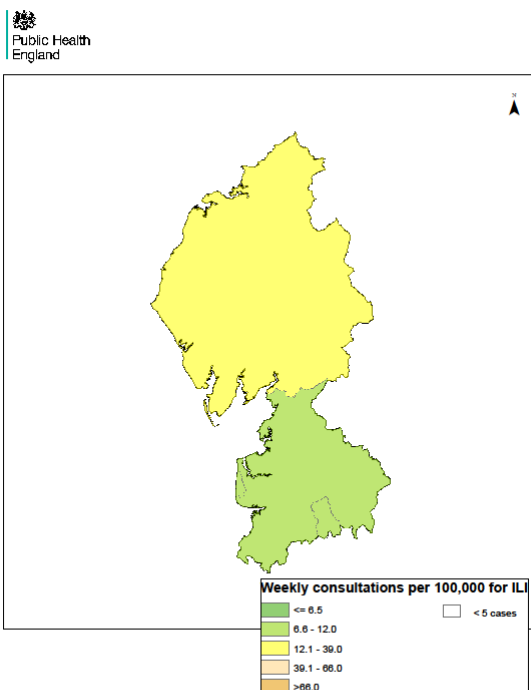 Public Health
England
N
Weekly consultations per 100,000 for ILI
<= 6.5
< 5 cases
6.6 - 12.0
12.1 - 39.0
39.1 - 66.0
>66.0